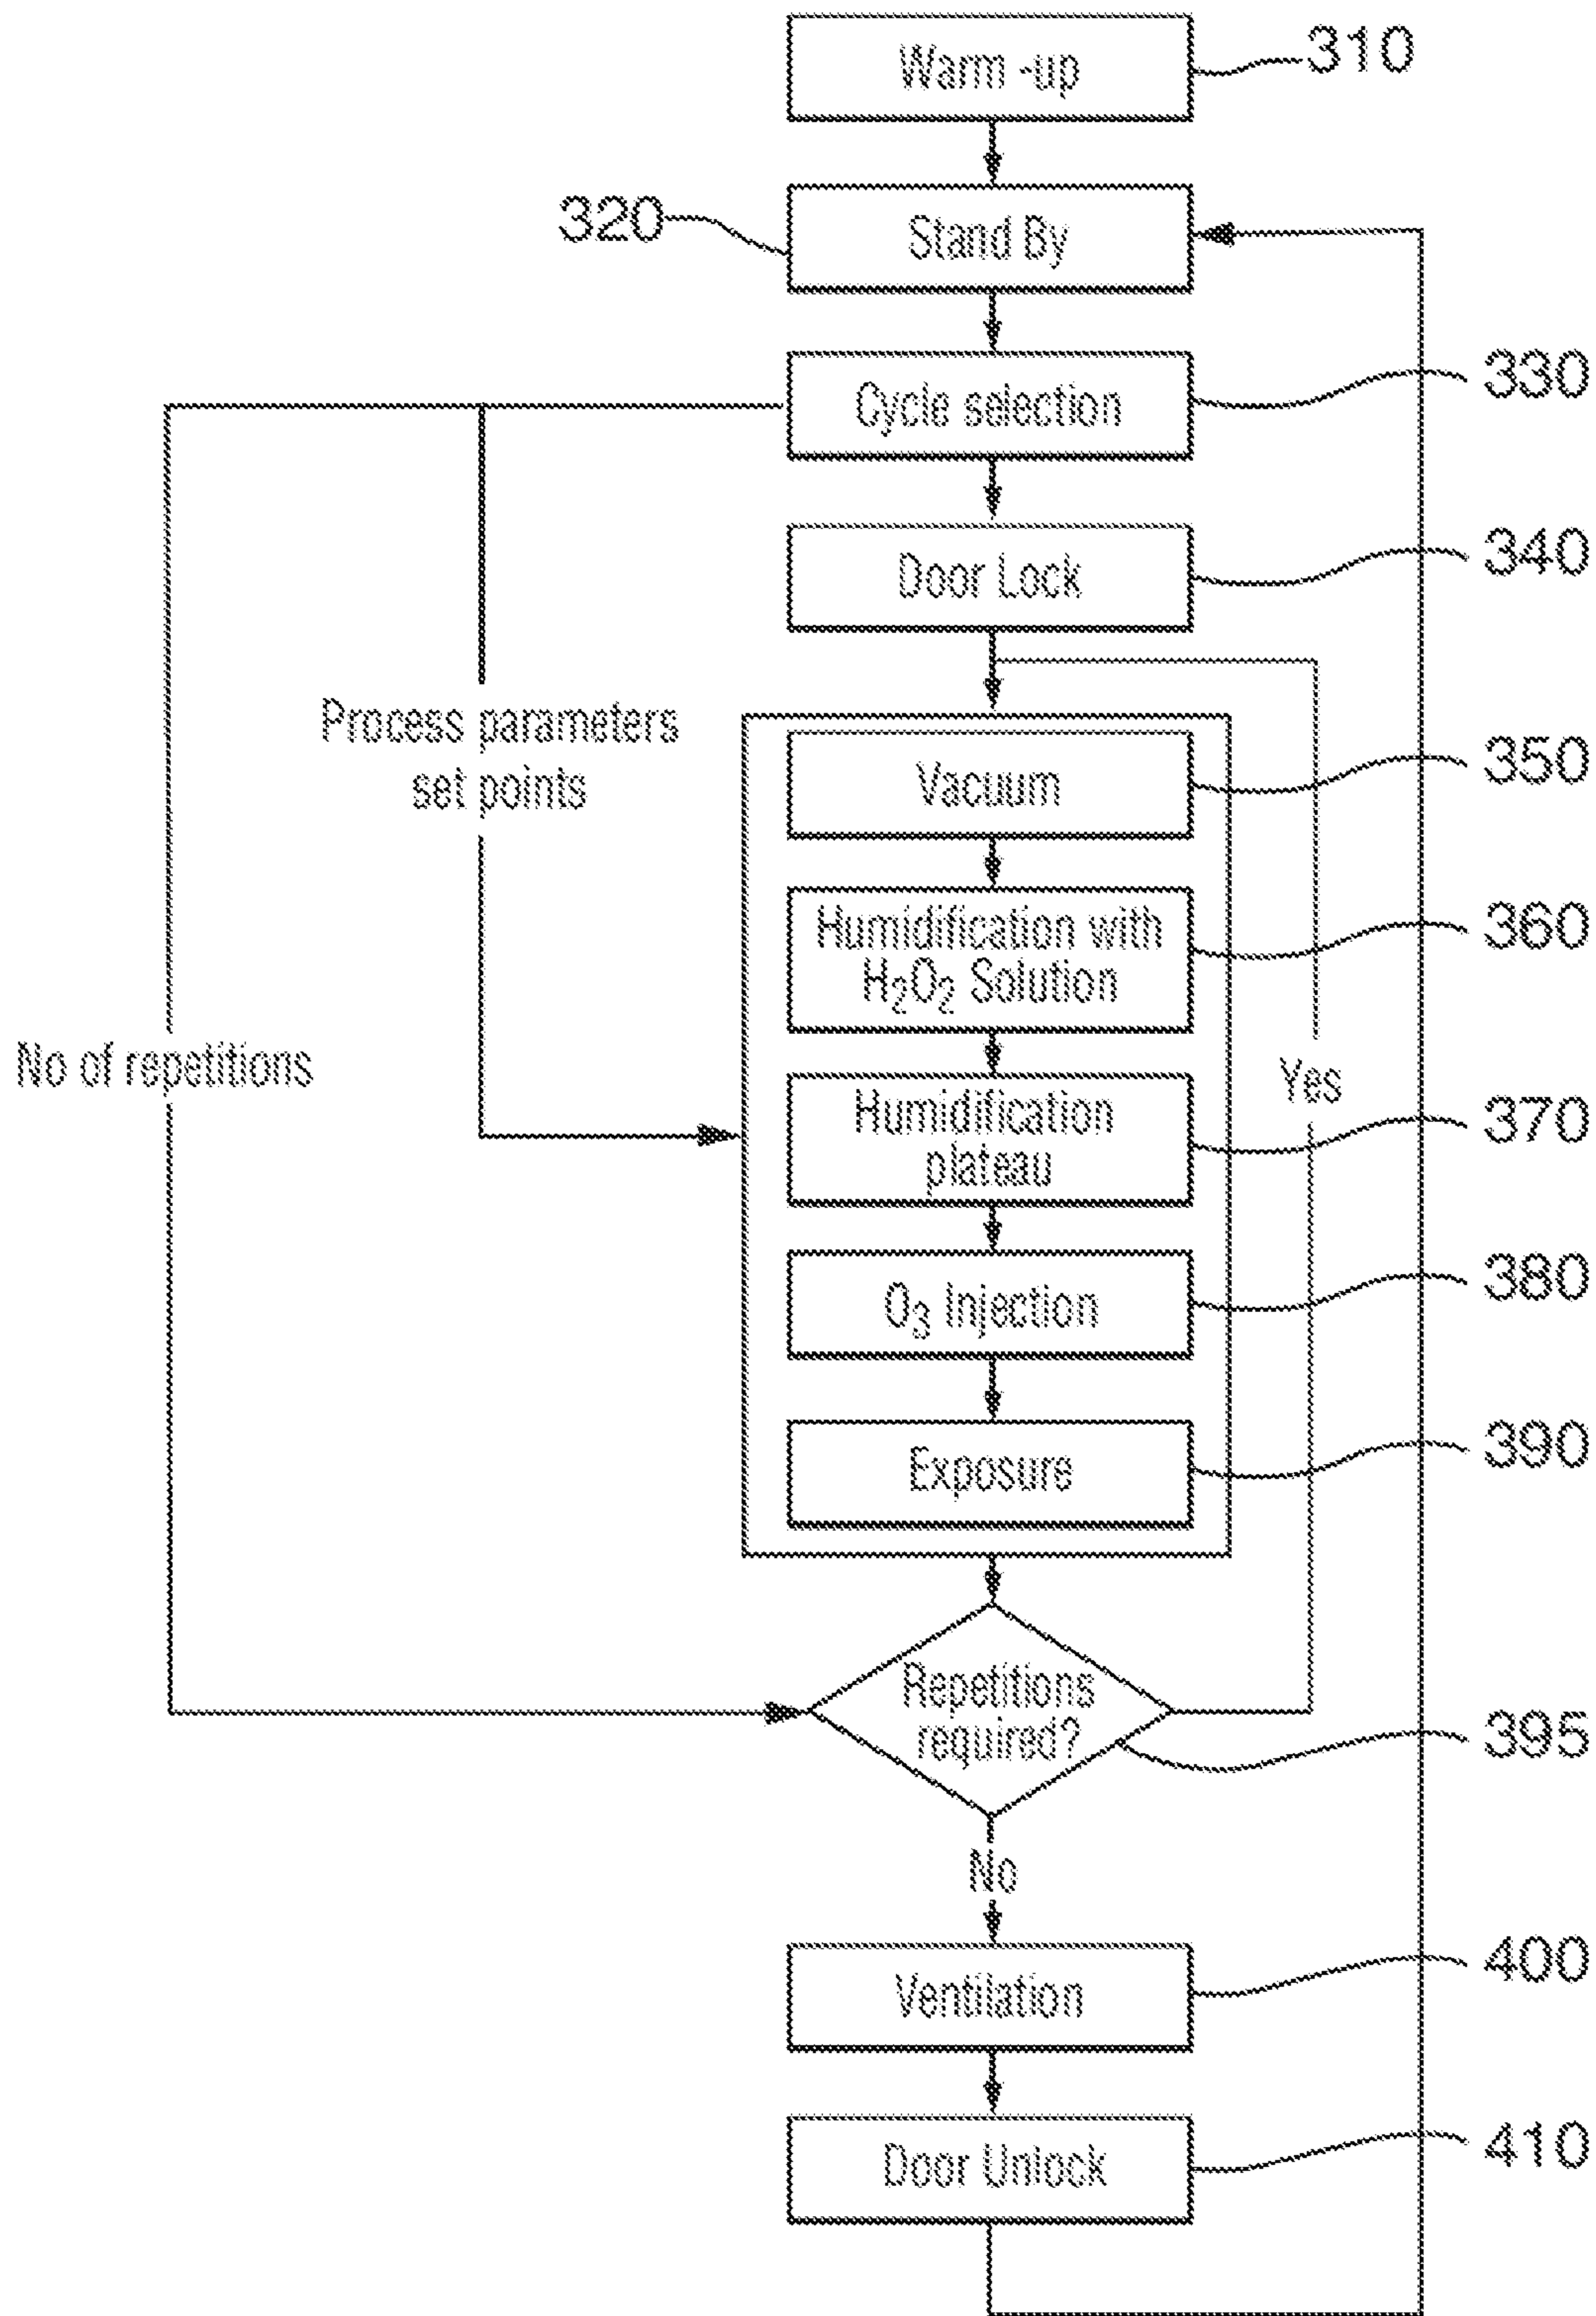 Warm -up
310
320
Stand By
Cycle selection
330
Door Lock
340
Process parameters
set points
Vacuum
350
Humidification with
H₂O₂ Solution
360
No of repetitions
Yes
Humidification
plateau
370
O₃ Injection
380
Exposure
390
Repetitions
required?
395
No
Ventilation
400
Door Unlock
410